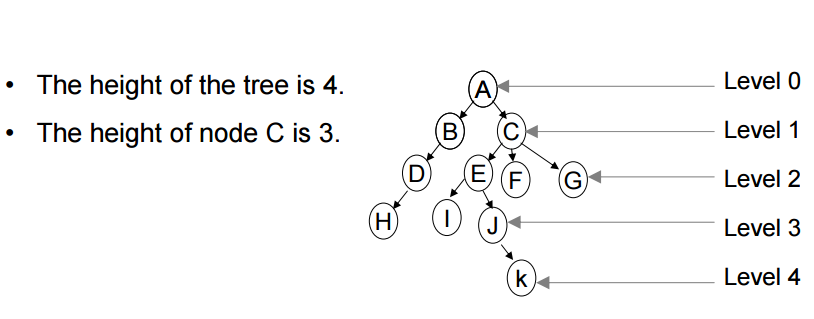 • The height of the tree is 4.
• The height of node C is 3.
A
Level 0
B
C
Level 1
D
E
F
G
Level 2
H
I
J
Level 3
k
Level 4